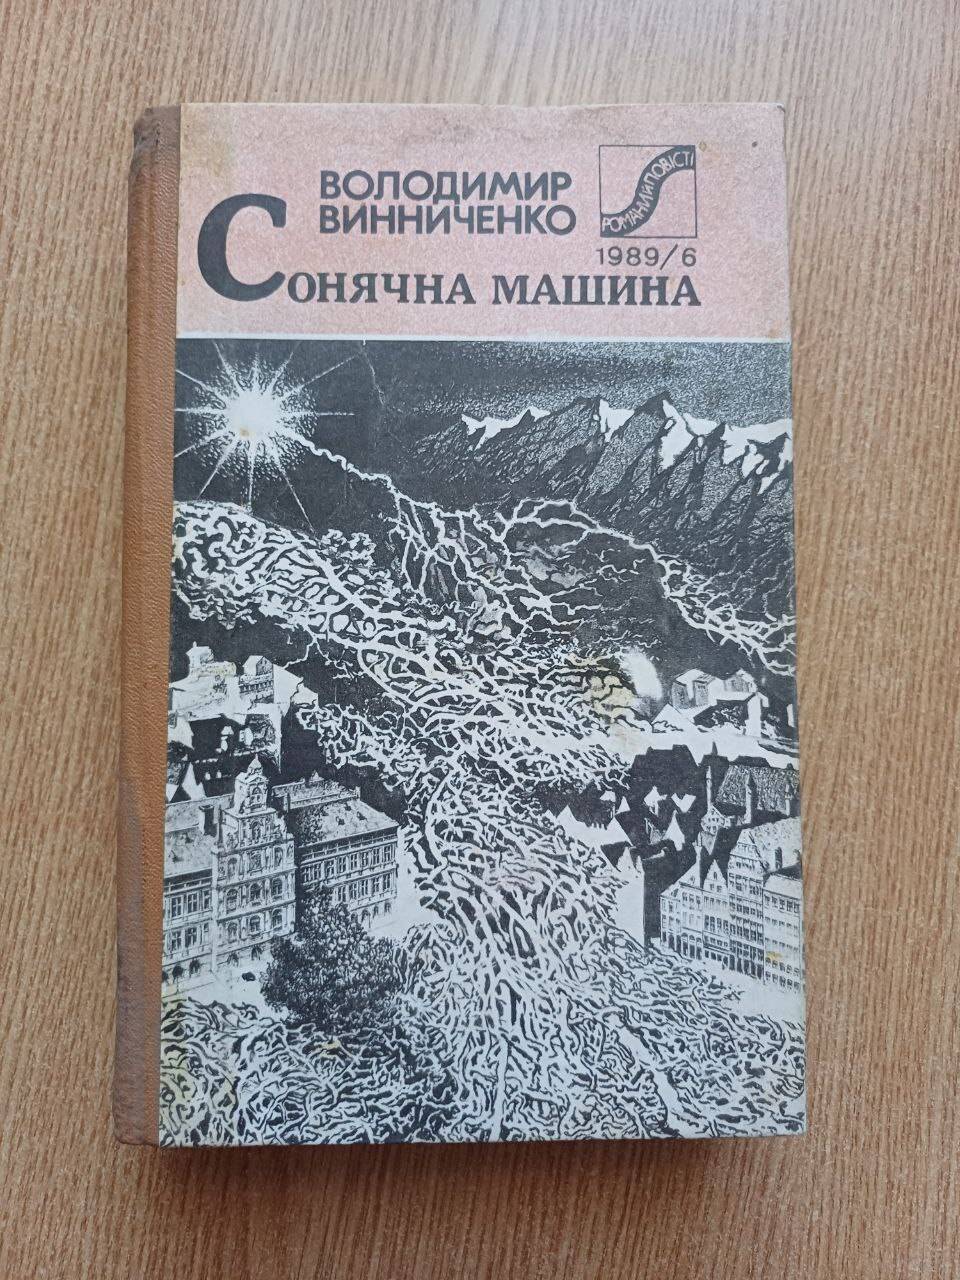 ВОЛОДИМИР
ВИННИЧЕНКО
РОМАНИ Й ПОВІСТІ
1989/6
СОНЯЧНА МАШИНА